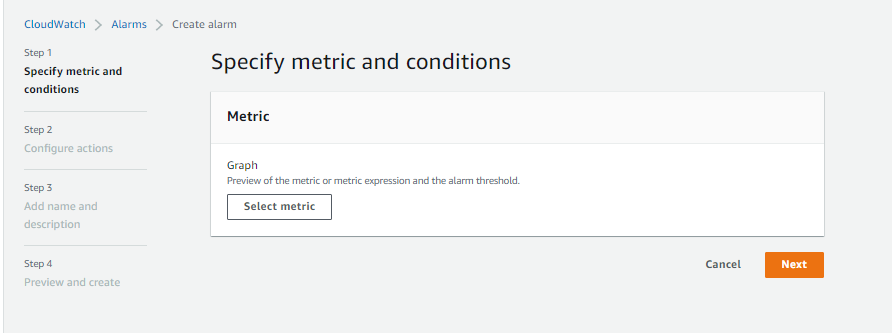 CloudWatch > Alarms > Create alarm
Step 1
Specify metric and
conditions
Step 2
Configure actions
Step 3
Add name and
description
Step 4
Preview and create
Specify metric and conditions
Metric
Graph
Preview of the metric or metric expression and the alarm threshold.
Select metric
Cancel
Next